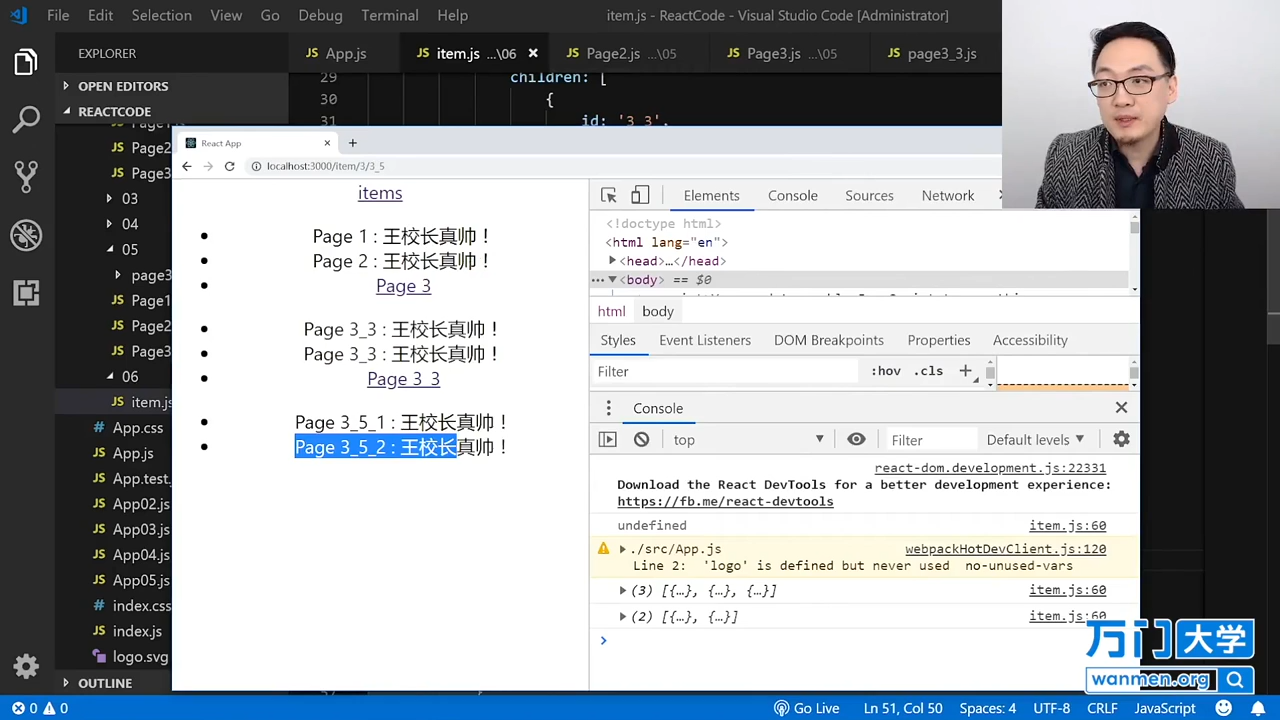 File Edit Selection View Go Debug Terminal Help item.js - ReactCode - Visual Studio Code [Administrator]
EXPLORER
JS App.js JS item.js ...\06 × JS Page2.js ...\05 JS Page3.js ...\05 JS page3_3.js
OPEN EDITORS
REACTCODE
Page2
Page3
03
04
05
page3
Page1
Page2
Page3
06
JS item.js
# App.css
JS App.js
JS App.test.
JS App02.js
JS App03.js
JS App04.js
JS App05.js
# index.css
JS index.js
logo.svg
OUTLINE
29 children: [
30 {
31 id: '3_3',
React App
localhost:3000/item/3/3_5
items
Page 1 : 王校长真帅！
Page 2 : 王校长真帅！
Page 3
Page 3_3 : 王校长真帅！
Page 3_3 : 王校长真帅！
Page 3_3
Page 3_5_1 : 王校长真帅！
Page 3_5_2 : 王校长真帅！
Elements Console Sources Network
<!doctype html>
<html lang="en">
<head>…</head>
<body> == $0
html body
Styles Event Listeners DOM Breakpoints Properties Accessibility
Filter :hov .cls +
Console
top Filter Default levels
react-dom.development.js:22331
Download the React DevTools for a better development experience:
https://fb.me/react-devtools
undefined item.js:60
./src/App.js webpackHotDevClient.js:120
Line 2: 'logo' is defined but never used no-unused-vars
(3) [{…}, {…}, {…}] item.js:60
(2) [{…}, {…}] item.js:60
万门大学
wanmen.org
0 0 Go Live Ln 51, Col 50 Spaces: 4 UTF-8 CRLF JavaScript